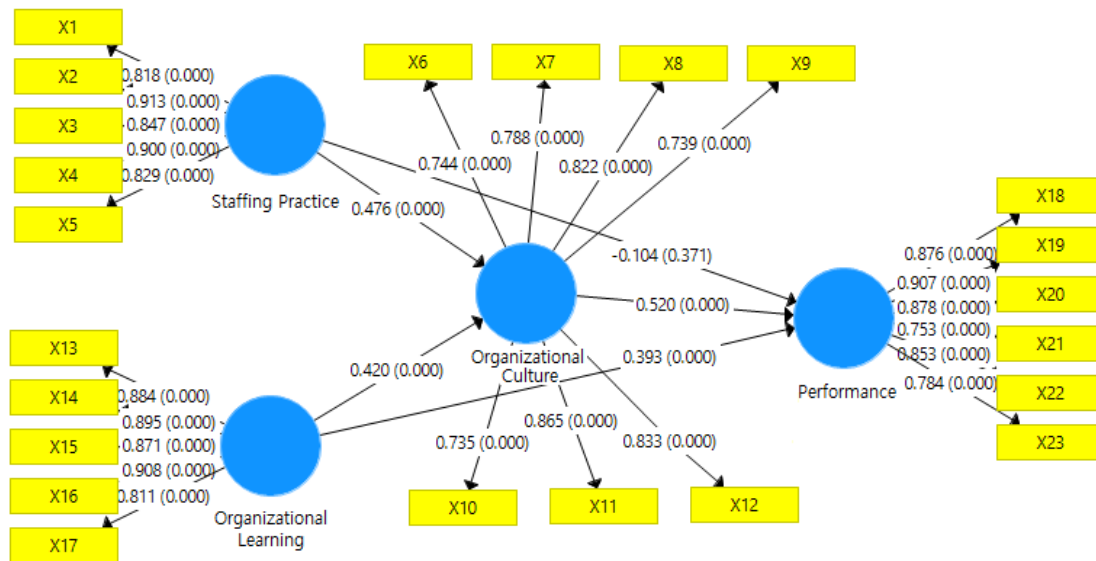 X1
X2
X3
X4
X5
0.818 (0.000)
0.913 (0.000)
0.847 (0.000)
0.900 (0.000)
0.829 (0.000)
Staffing Practice
X6
X7
X8
X9
0.744 (0.000)
0.788 (0.000)
0.822 (0.000)
0.739 (0.000)
0.476 (0.000)
-0.104 (0.371)
0.520 (0.000)
0.420 (0.000)
0.393 (0.000)
Organizational
Culture
0.735 (0.000)
0.865 (0.000)
0.833 (0.000)
X10
X11
X12
X13
X14
X15
X16
X17
0.884 (0.000)
0.895 (0.000)
0.871 (0.000)
0.908 (0.000)
0.811 (0.000)
Organizational
Learning
Performance
0.876 (0.000)
0.907 (0.000)
0.878 (0.000)
0.753 (0.000)
0.853 (0.000)
0.784 (0.000)
X18
X19
X20
X21
X22
X23